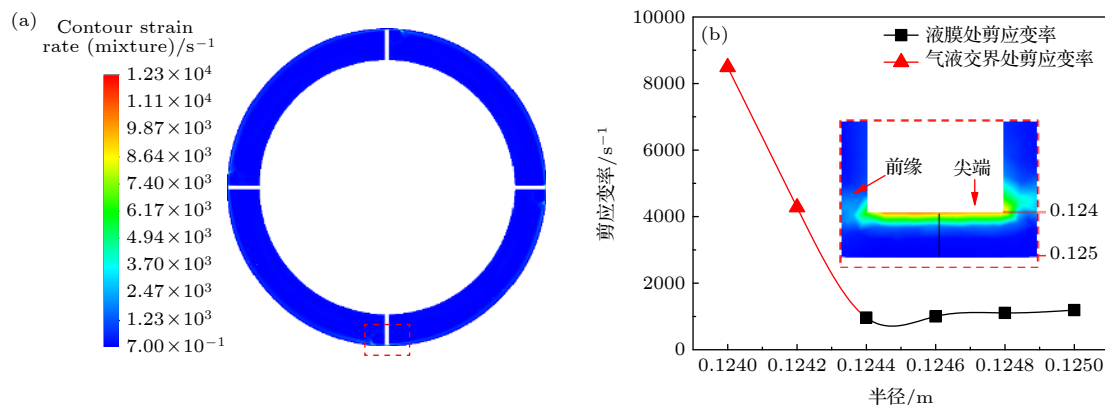 (a)
Contour strain
rate (mixture)/s⁻¹
1.23×10⁴
1.11×10⁴
9.87×10³
8.64×10³
7.40×10³
6.17×10³
4.94×10³
3.70×10³
2.47×10³
1.23×10³
7.00×10⁻¹
(b)
液膜处剪应变率
气液交界处剪应变率
剪应变率/s⁻¹
10000
8000
6000
4000
2000
1000
0
前缘
尖端
0.124
0.125
0.1240 0.1242 0.1244 0.1246 0.1248 0.1250
半径/m